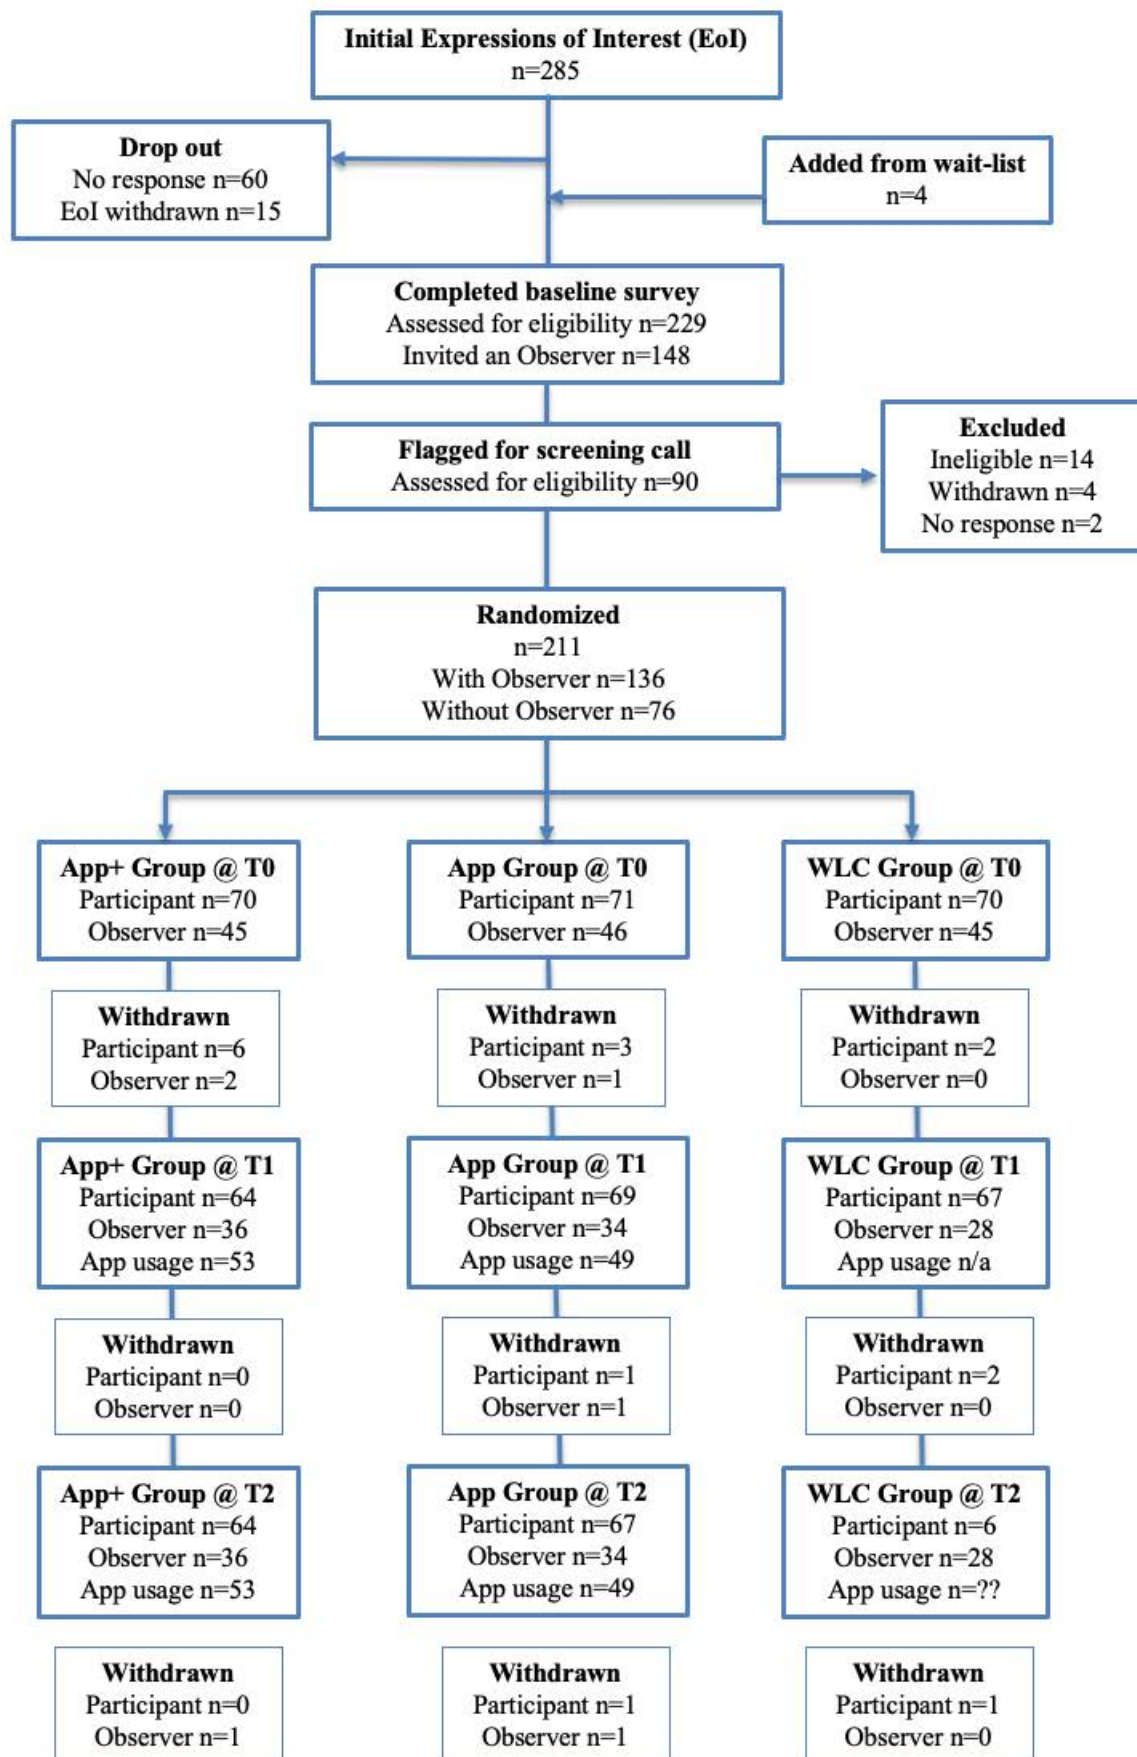 Initial Expressions of Interest (EoI)
n=285
Drop out
No response n=60
EoI withdrawn n=15
Added from wait-list
n=4
Completed baseline survey
Assessed for eligibility n=229
Invited an Observer n=148
Flagged for screening call
Assessed for eligibility n=90
Excluded
Ineligible n=14
Withdrawn n=4
No response n=2
Randomized
n=211
With Observer n=136
Without Observer n=76
App+ Group @ T0
Participant n=70
Observer n=45
App Group @ T0
Participant n=71
Observer n=46
WLC Group @ T0
Participant n=70
Observer n=45
Withdrawn
Participant n=6
Observer n=2
Withdrawn
Participant n=3
Observer n=1
Withdrawn
Participant n=2
Observer n=0
App+ Group @ T1
Participant n=64
Observer n=36
App usage n=53
App Group @ T1
Participant n=69
Observer n=34
App usage n=49
WLC Group @ T1
Participant n=67
Observer n=28
App usage n/a
Withdrawn
Participant n=0
Observer n=0
Withdrawn
Participant n=1
Observer n=1
Withdrawn
Participant n=2
Observer n=0
App+ Group @ T2
Participant n=64
Observer n=36
App usage n=53
App Group @ T2
Participant n=67
Observer n=34
App usage n=49
WLC Group @ T2
Participant n=6
Observer n=28
App usage n=??
Withdrawn
Participant n=0
Observer n=1
Withdrawn
Participant n=1
Observer n=1
Withdrawn
Participant n=1
Observer n=0